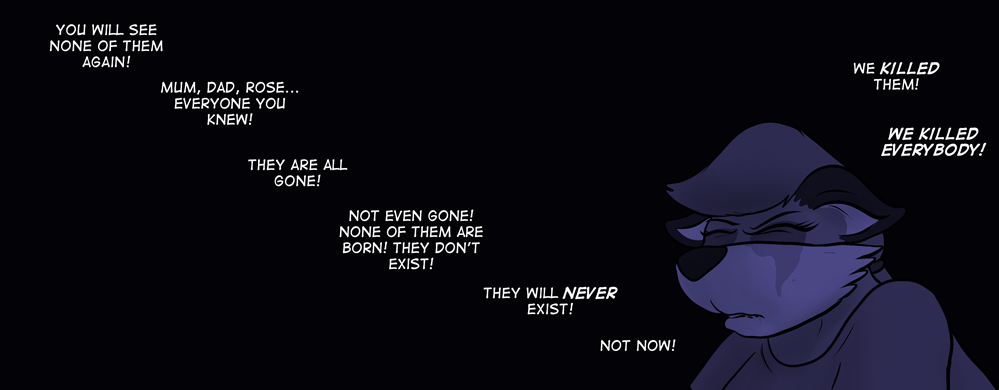 YOU WILL SEE
NONE OF THEM
AGAIN!
MUM, DAD, ROSE...
EVERYONE YOU
KNEW!
THEY ARE ALL
GONE!
NOT EVEN GONE!
NONE OF THEM ARE
BORN! THEY DON'T
EXIST!
THEY WILL NEVER
EXIST!
NOT NOW!
WE KILLED
THEM!
WE KILLED
EVERYBODY!